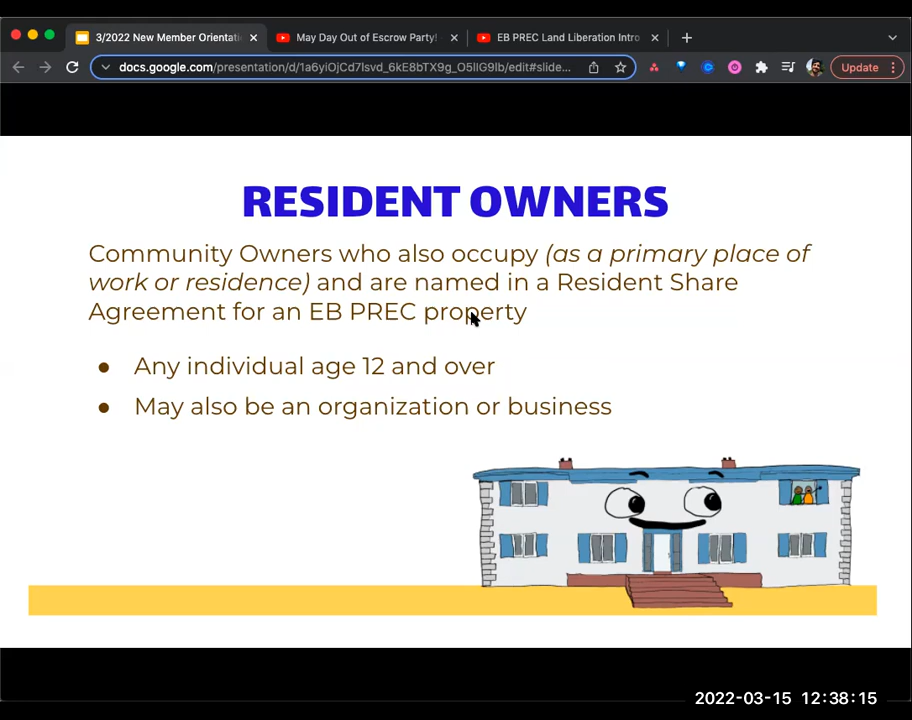 3/2022 New Member Orientati
May Day Out of Escrow Party!
EB PREC Land Liberation Intro
docs.google.com/presentation/d/1a6yiOjCd7Isvd_6kE8bTX9g_O5IlG9lb/edit#slide...
Update
RESIDENT OWNERS
Community Owners who also occupy (as a primary place of
work or residence) and are named in a Resident Share
Agreement for an EB PREC property
● Any individual age 12 and over
● May also be an organization or business
2022-03-15 12:38:15